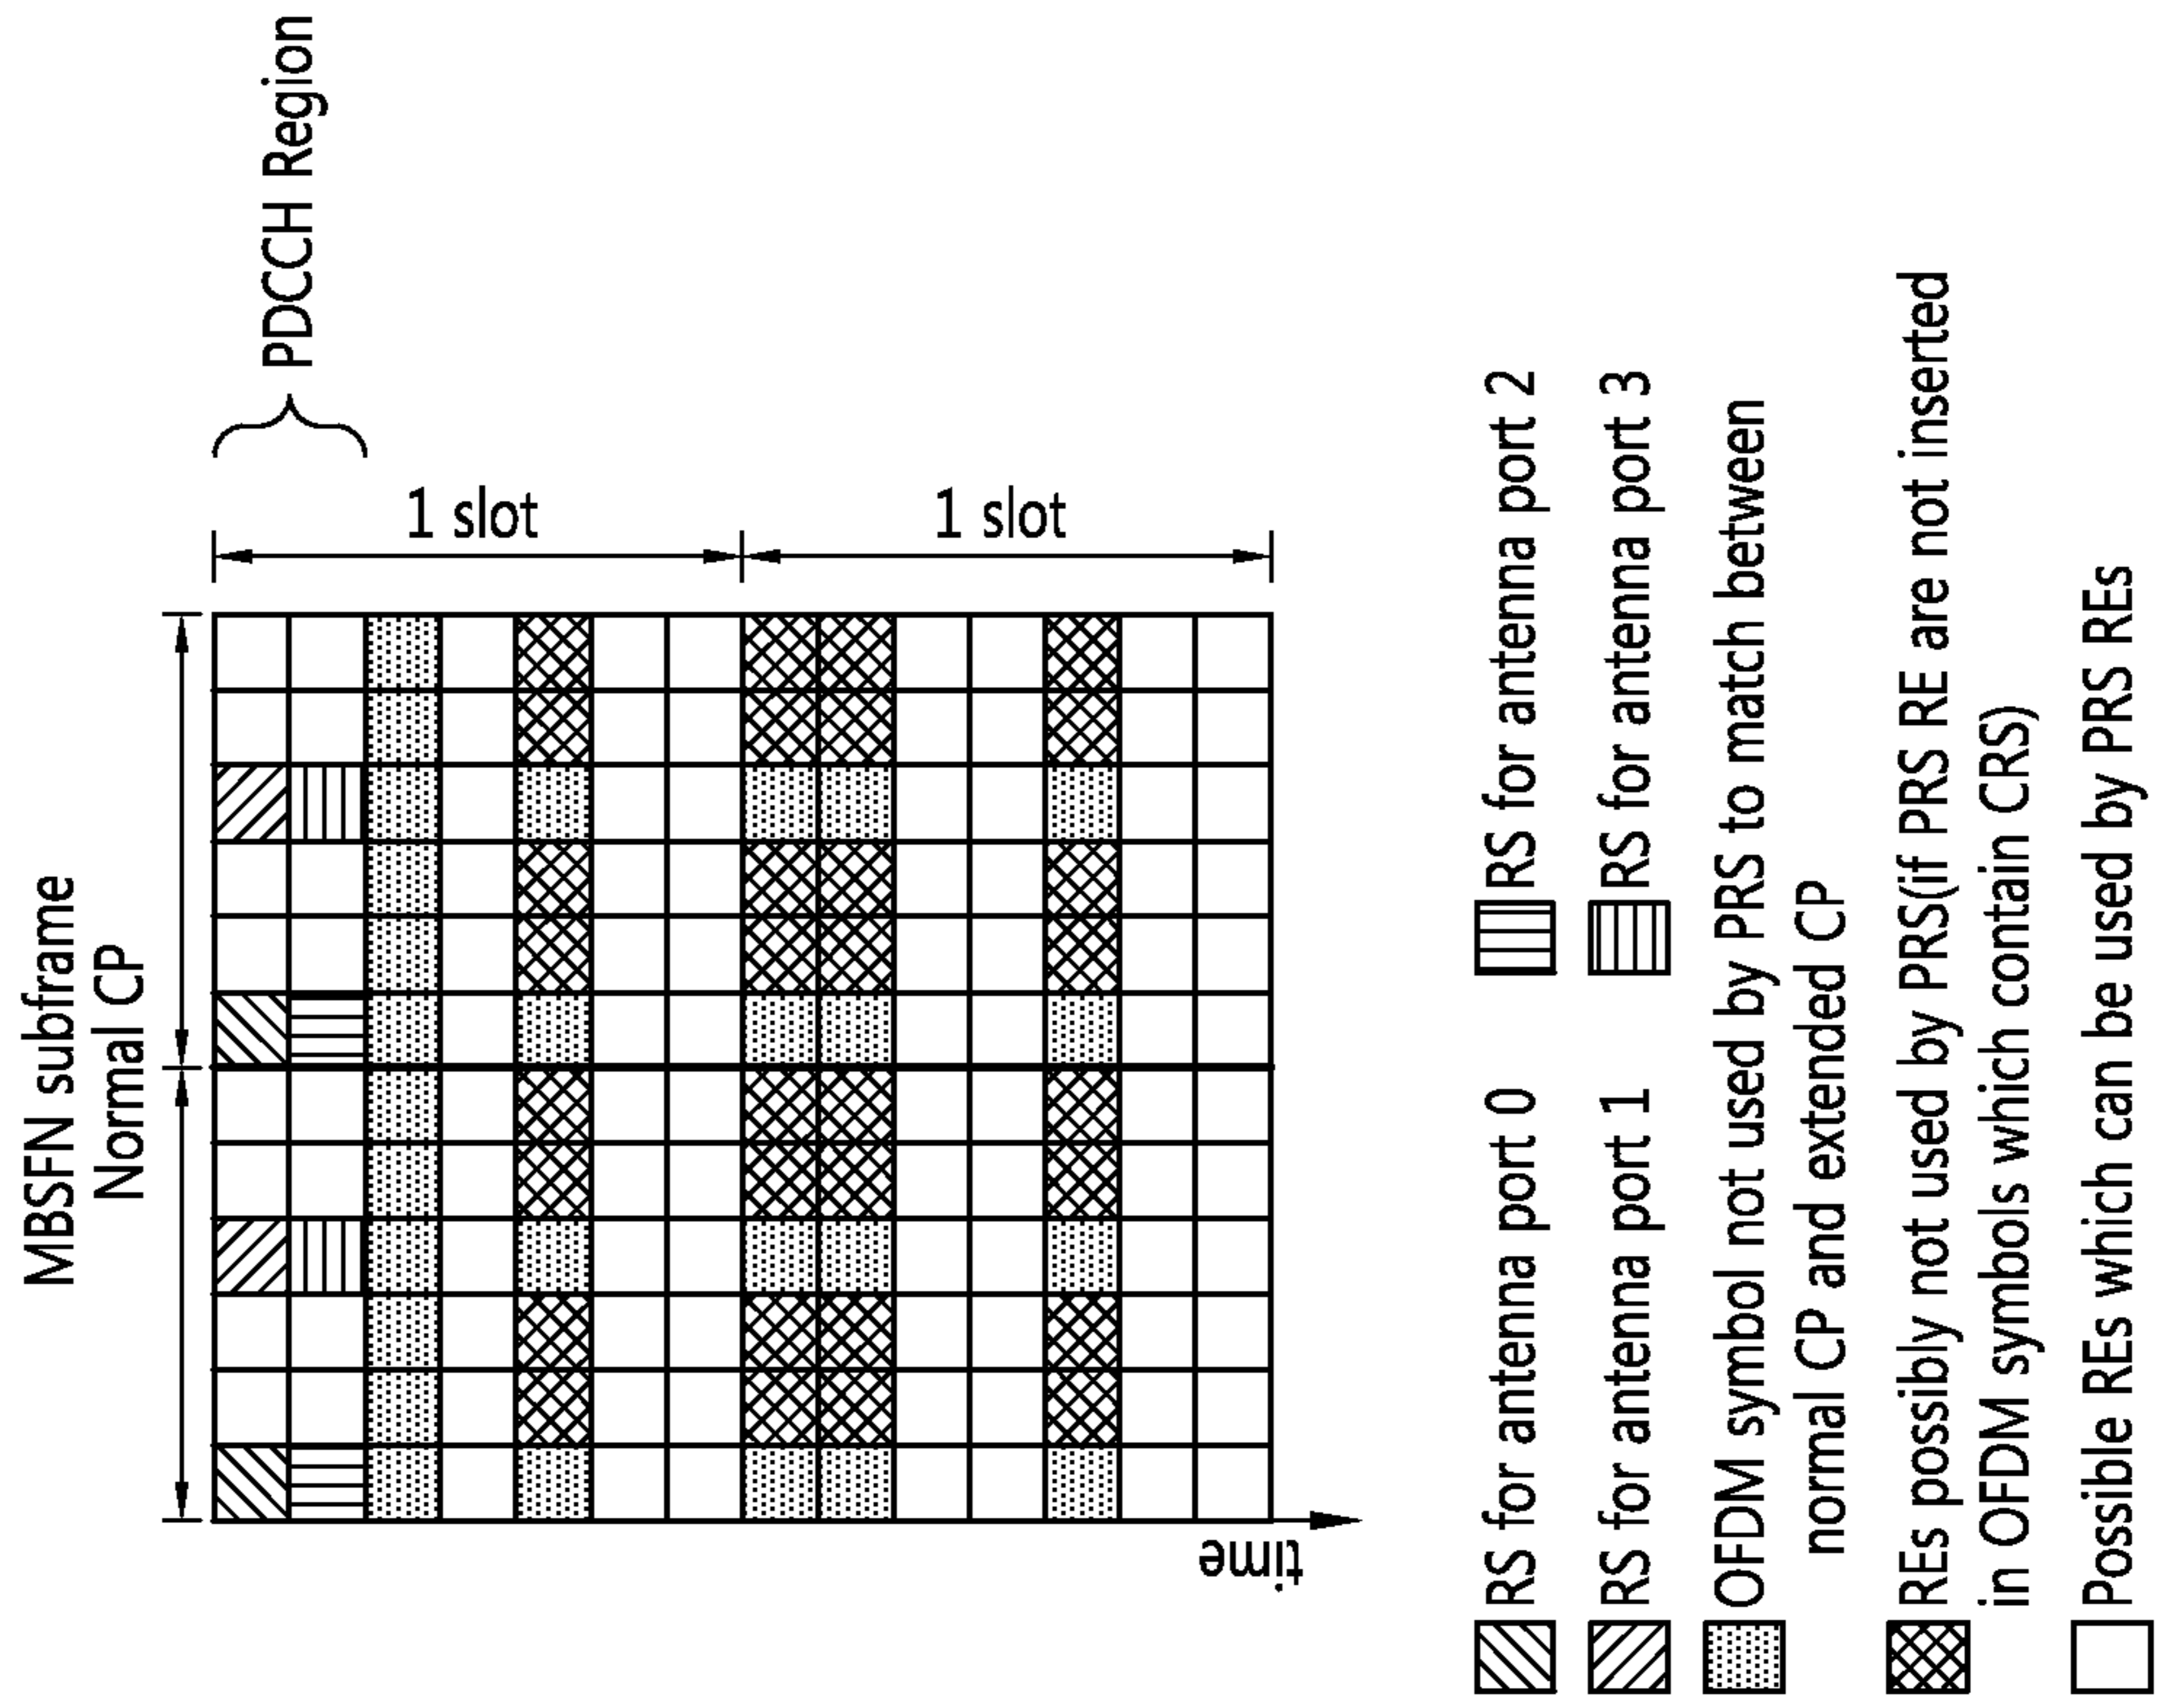 MBSFN subframe
Normal CP
PDCCH Region
1 slot
1 slot
time
RS for antenna port 0
RS for antenna port 2
RS for antenna port 1
RS for antenna port 3
OFDM symbol not used by PRS to match between
normal CP and extended CP
REs possibly not used by PRS(if PRS RE are not inserted
in OFDM symbols which contain CRS)
Possible REs which can be used by PRS REs